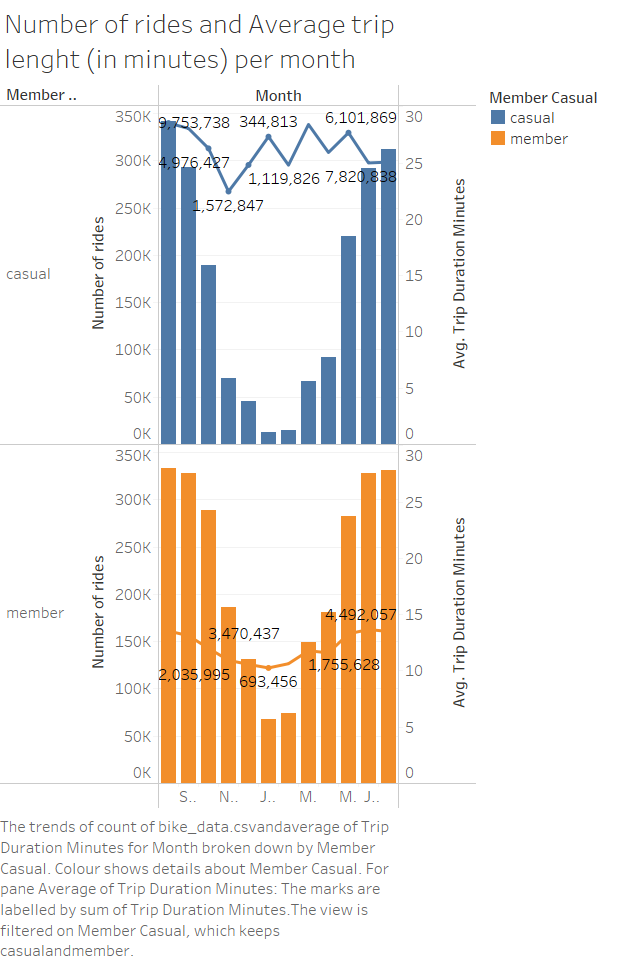 Number of rides and Average trip
lenght (in minutes) per month
Member ..
Month
Member Casual
casual
member
casual
Number of rides
350K
300K
250K
200K
150K
100K
50K
0K
9,753,738
344,813
6,101,869
4,976,427
1,119,826
7,820,838
1,572,847
30
25
20
15
10
5
0
Avg. Trip Duration Minutes
member
Number of rides
350K
300K
250K
200K
150K
100K
50K
0K
4,492,057
3,470,437
1,755,628
2,035,995
693,456
30
25
20
15
10
5
0
Avg. Trip Duration Minutes
S.. N.. J.. M. M. J..
The trends of count of bike_data.csvandaverage of Trip
Duration Minutes for Month broken down by Member
Casual. Colour shows details about Member Casual. For
pane Average of Trip Duration Minutes: The marks are
labelled by sum of Trip Duration Minutes.The view is
filtered on Member Casual, which keeps
casualandmember.